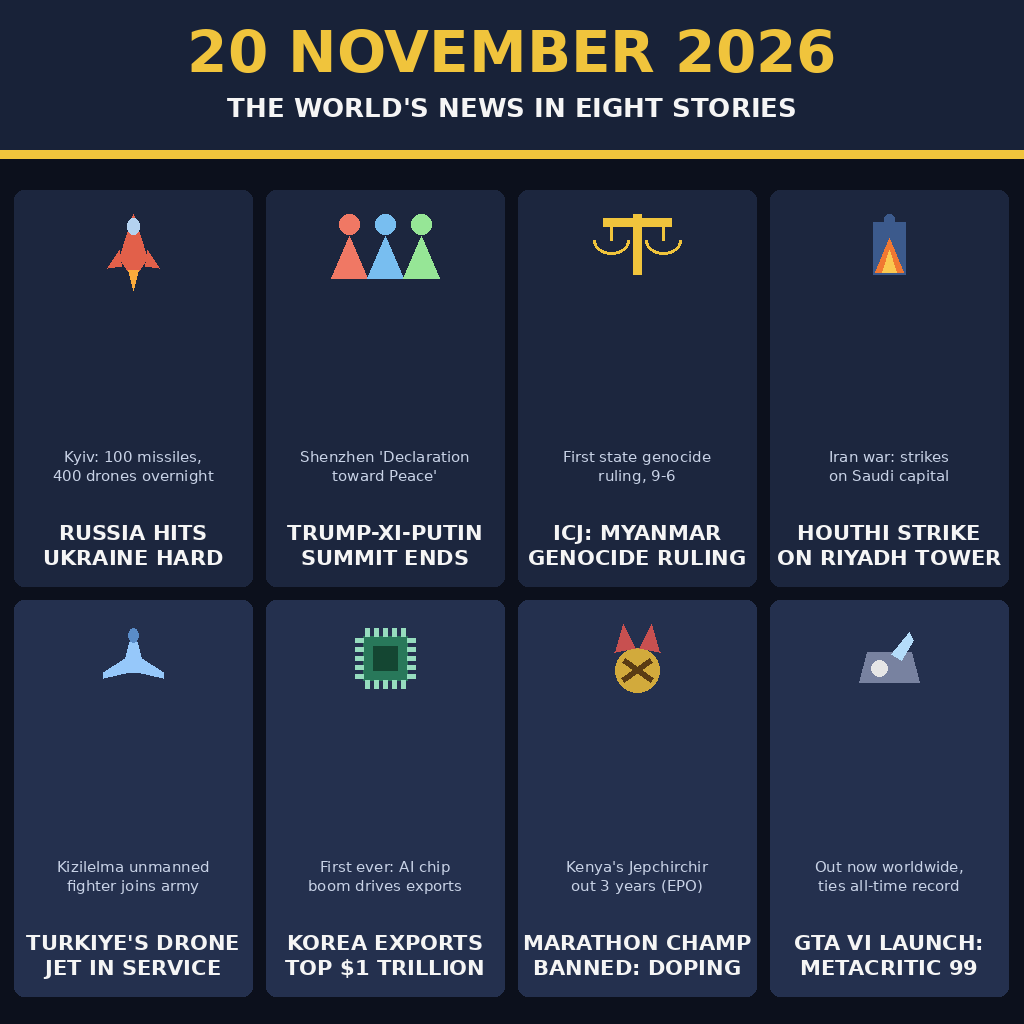 20 NOVEMBER 2026
THE WORLD'S NEWS IN EIGHT STORIES
Kyiv: 100 missiles,
400 drones overnight
RUSSIA HITS
UKRAINE HARD
Shenzhen 'Declaration
toward Peace'
TRUMP-XI-PUTIN
SUMMIT ENDS
First state genocide
ruling, 9-6
ICJ: MYANMAR
GENOCIDE RULING
Iran war: strikes
on Saudi capital
HOUTHI STRIKE
ON RIYADH TOWER
Kizilelma unmanned
fighter joins army
TURKIYE'S DRONE
JET IN SERVICE
First ever: AI chip
boom drives exports
KOREA EXPORTS
TOP $1 TRILLION
Kenya's Jepchirchir
out 3 years (EPO)
MARATHON CHAMP
BANNED: DOPING
Out now worldwide,
ties all-time record
GTA VI LAUNCH:
METACRITIC 99